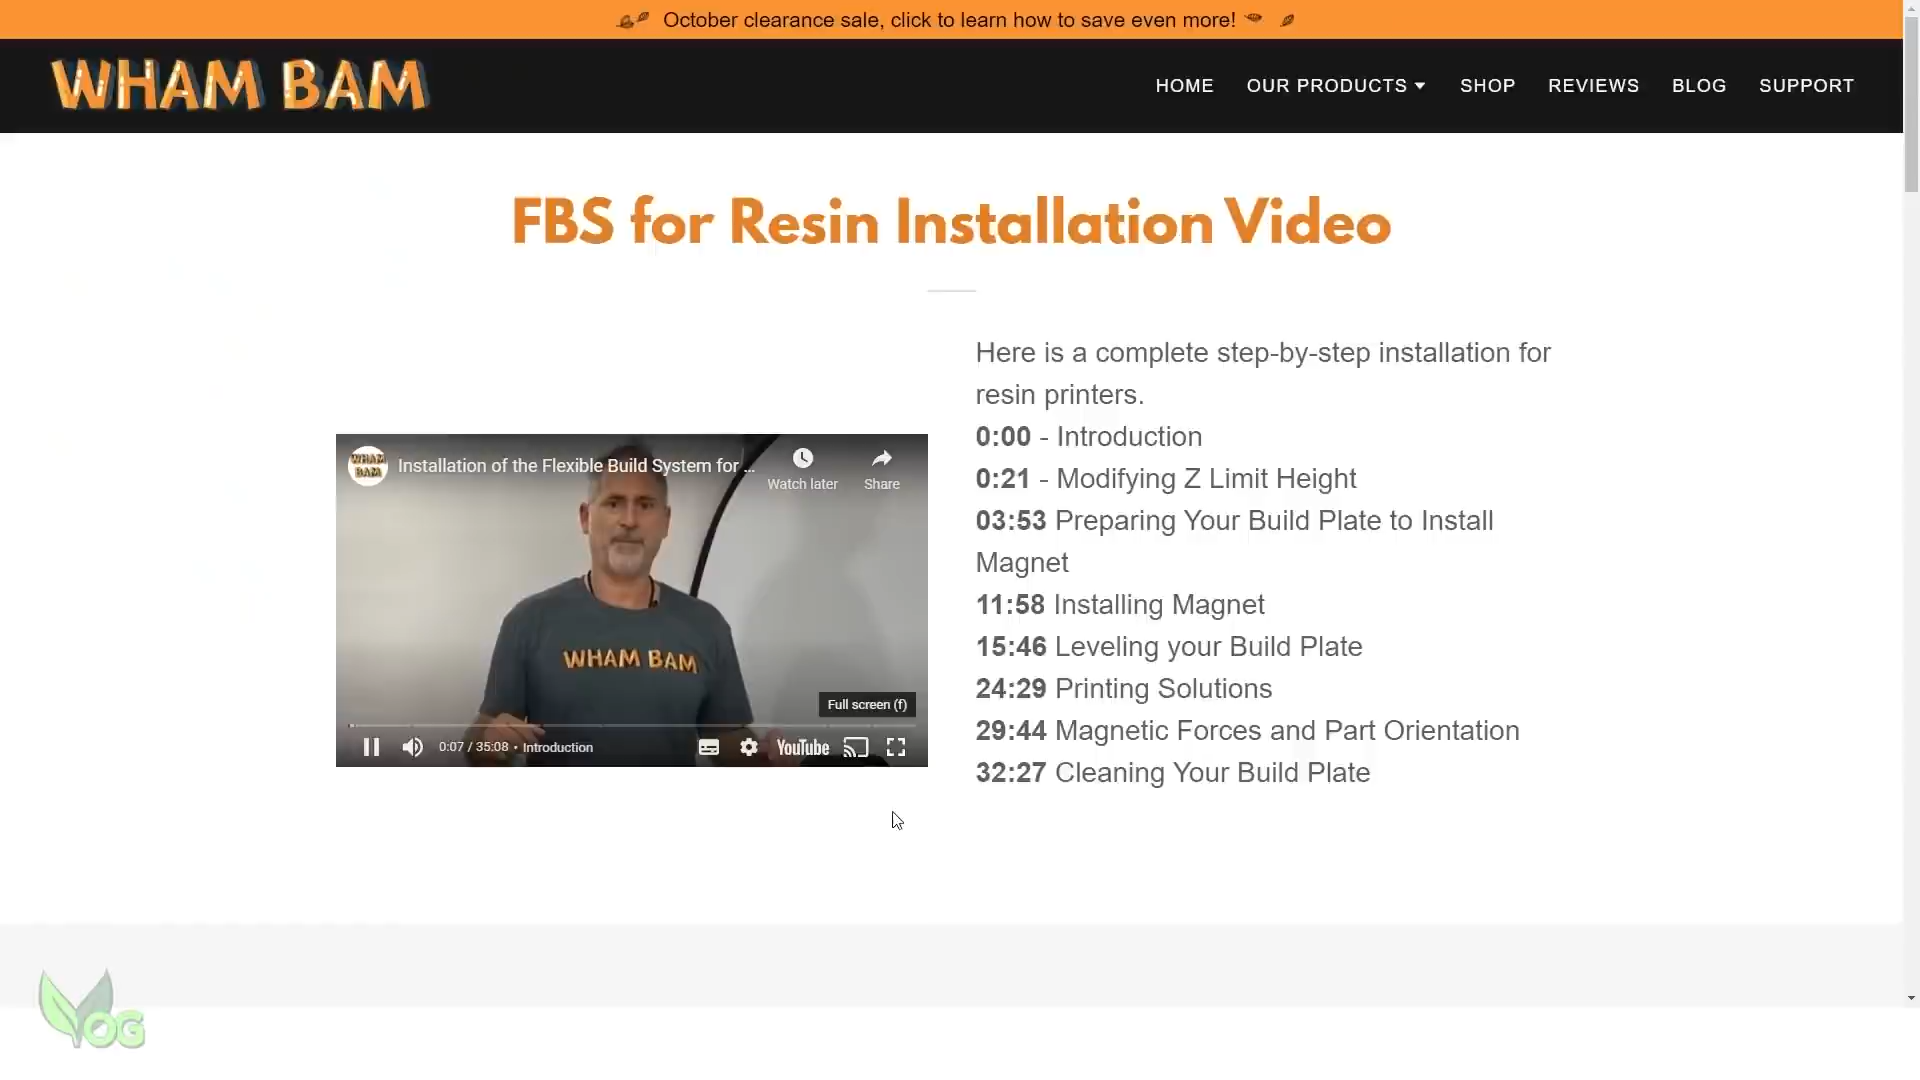 October clearance sale, click to learn how to save even more!
WHAM BAM
HOME
OUR PRODUCTS
SHOP
REVIEWS
BLOG
SUPPORT
FBS for Resin Installation Video
Here is a complete step-by-step installation for
resin printers.
0:00 - Introduction
0:21 - Modifying Z Limit Height
03:53 Preparing Your Build Plate to Install
Magnet
11:58 Installing Magnet
15:46 Leveling your Build Plate
24:29 Printing Solutions
29:44 Magnetic Forces and Part Orientation
32:27 Cleaning Your Build Plate
WHAM
BAM
Installation of the Flexible Build System for ...
Watch later
Share
WHAM BAM
Full screen (f)
0:07 / 35:08 • Introduction
YouTube
YOG